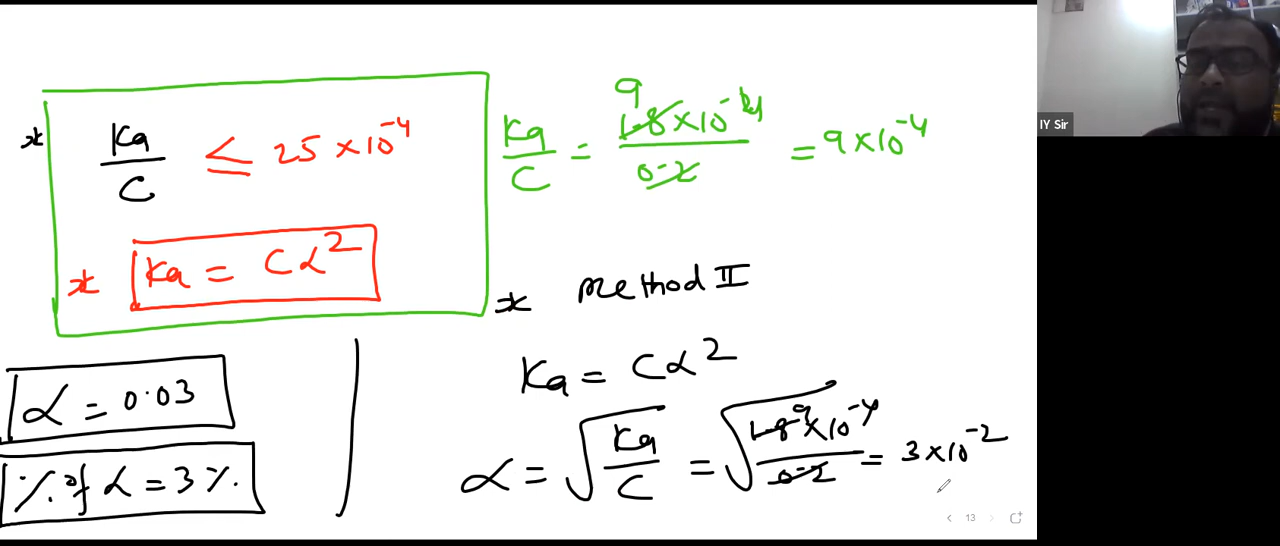 * Ka/C ≤ 25 × 10⁻⁴
* Ka = Cα²
Ka/C = 1.8 9 × 10⁻⁴ / 0.2 = 9 × 10⁻⁴
* Method II
Ka = Cα²
α = √(Ka/C) = √(1.8 9 × 10⁻⁴ / 0.2) = 3 × 10⁻²
α = 0.03
% of α = 3 %.
IY Sir
13